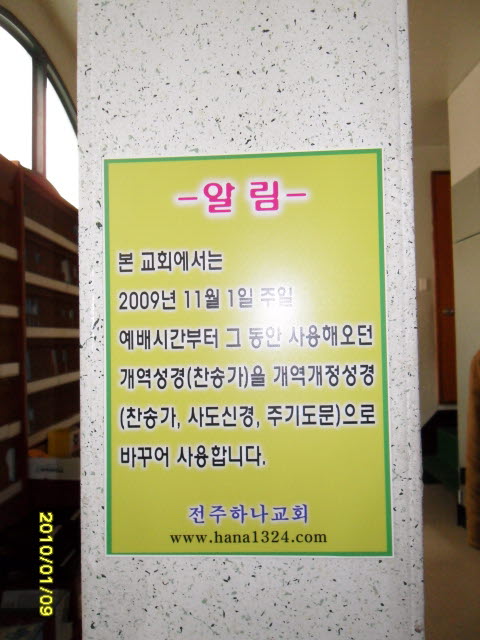 -알 림-
본 교회에서는
2009년 11월 1일 주일
예배시간부터 그 동안 사용해오던
개역성경(찬송가)을 개역개정성경
(찬송가, 사도신경, 주기도문)으로
바꾸어 사용합니다.
전주하나교회
www.hana1324.com
2010/01/09